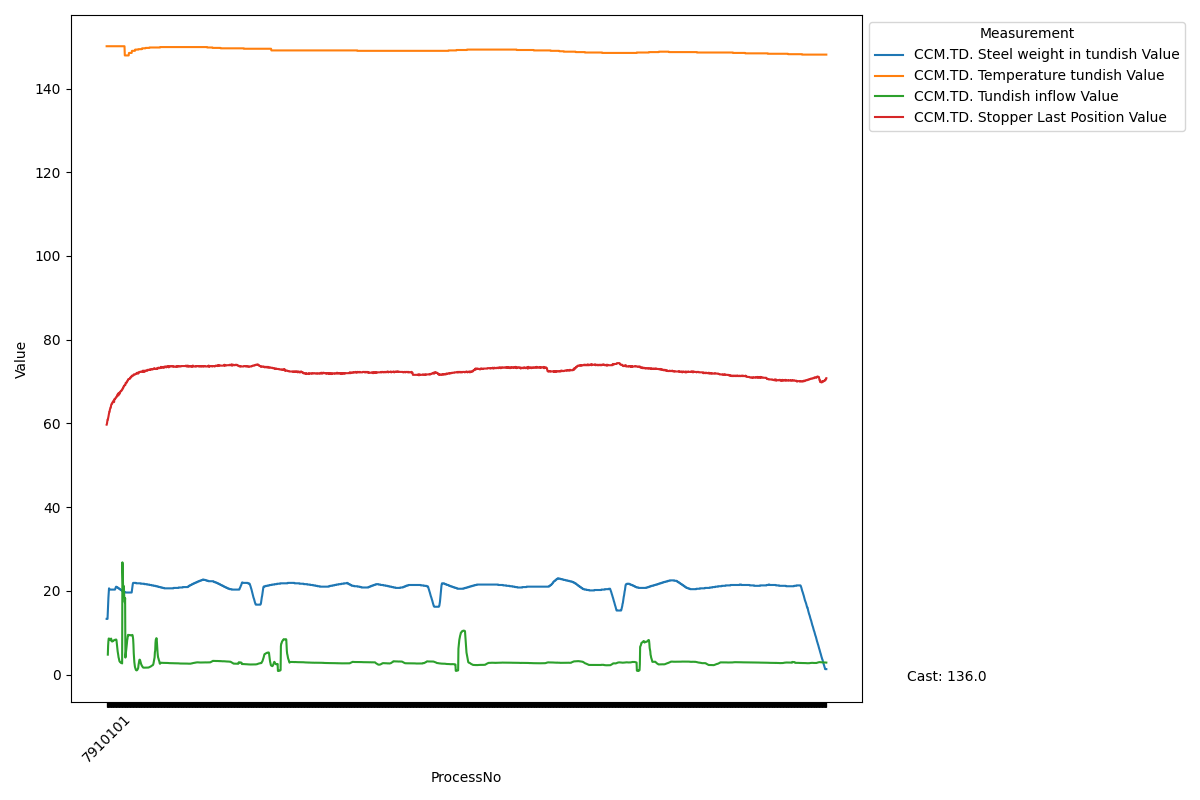 Measurement
CCM.TD. Steel weight in tundish Value
CCM.TD. Temperature tundish Value
CCM.TD. Tundish inflow Value
CCM.TD. Stopper Last Position Value
140
120
100
80
60
40
20
0
Value
7910101
ProcessNo
Cast: 136.0